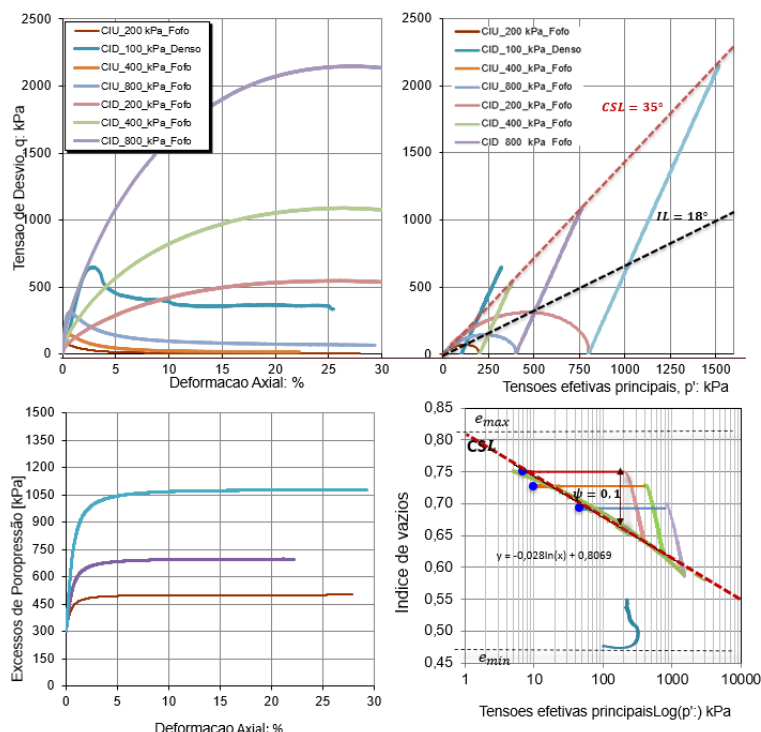 CIU_200 kPa_Fofo
CID_100_kPa_Denso
CIU_400_kPa_Fofo
CIU_800_kPa_Fofo
CID_200_kPa_Fofo
CID_400_kPa_Fofo
CID_800_kPa_Fofo
Tensao de Desvio_q: kPa
2500
2000
1500
1000
500
0
0 5 10 15 20 25 30
Deformacao Axial: %
CIU_200 kPa_Fofo
CID_100_kPa_Denso
CIU_400_kPa_Fofo
CIU_800_kPa_Fofo
CID_200_kPa_Fofo
CID_400_kPa_Fofo
CID 800 kPa Fofo
CSL = 35°
IL = 18°
2500
2000
1500
1000
500
0
0 250 500 750 1000 1250 1500
Tensoes efetivas principais, p': kPa
Excessos de Poropressão [kPa]
1500
1350
1200
1050
900
750
600
450
300
150
0
0 5 10 15 20 25 30
Deformacao Axial: %
Indice de vazios
0,85
0,80
0,75
0,70
0,65
0,60
0,55
0,50
0,45
e_max
CSL
ψ = 0,1
y = -0,028ln(x) + 0,8069
e_min
1 10 100 1000 10000
Tensoes efetivas principaisLog(p':) kPa